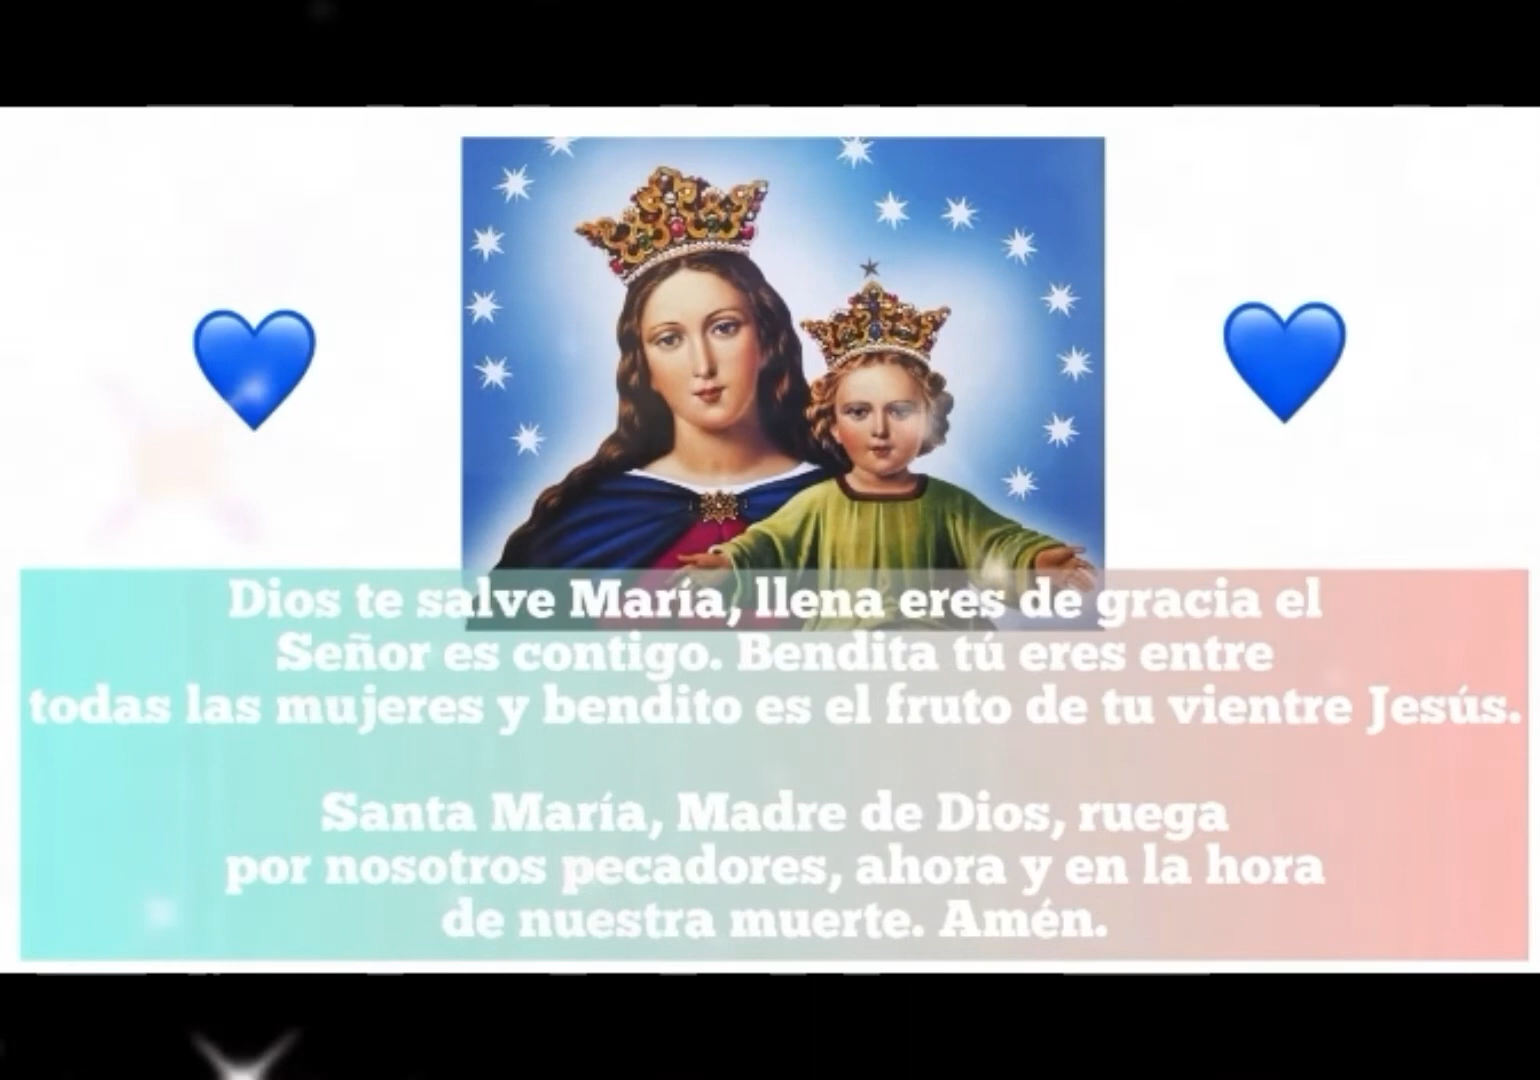 Dios te salve María, llena eres de gracia el
Señor es contigo. Bendita tú eres entre
todas las mujeres y bendito es el fruto de tu vientre Jesús.
Santa María, Madre de Dios, ruega
por nosotros pecadores, ahora y en la hora
de nuestra muerte. Amén.